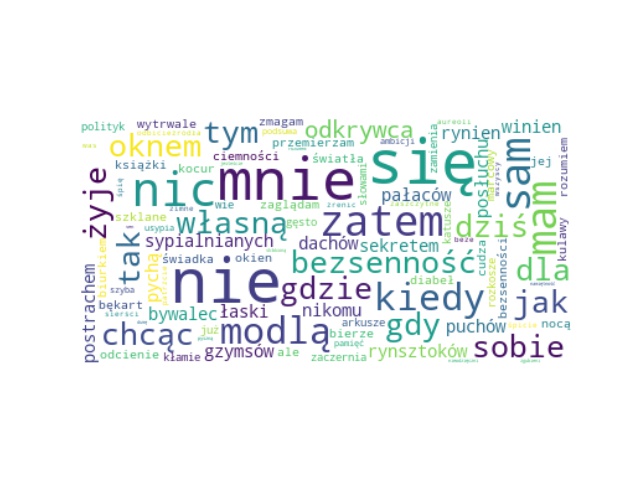 polityk wytrwale tym zmagam odkrywca rynien winien
oknem przemierzam
książki ciemności światła jej rozumiem
żyje kocur nic mnie się sam
zaglądam słowami pałaców posłuchu mam
szklane własną gęsto zatem dziś kulawy
usypia sypialnianych dachów sekretem katusze
tak pychą świadka okien bezsenność diabeł cudza dla
biurkiem nie gdzie kiedy rozkosze bezsenności jak
postrachem szyba
bękart bywalec łaski nikomu gdy puchów nocą
chcąc już modlą arkusze bierze sobie
odcienie kłamie gzymsów ale zaczernia pamięć rynsztoków
wie zamienia ambicji aureoli